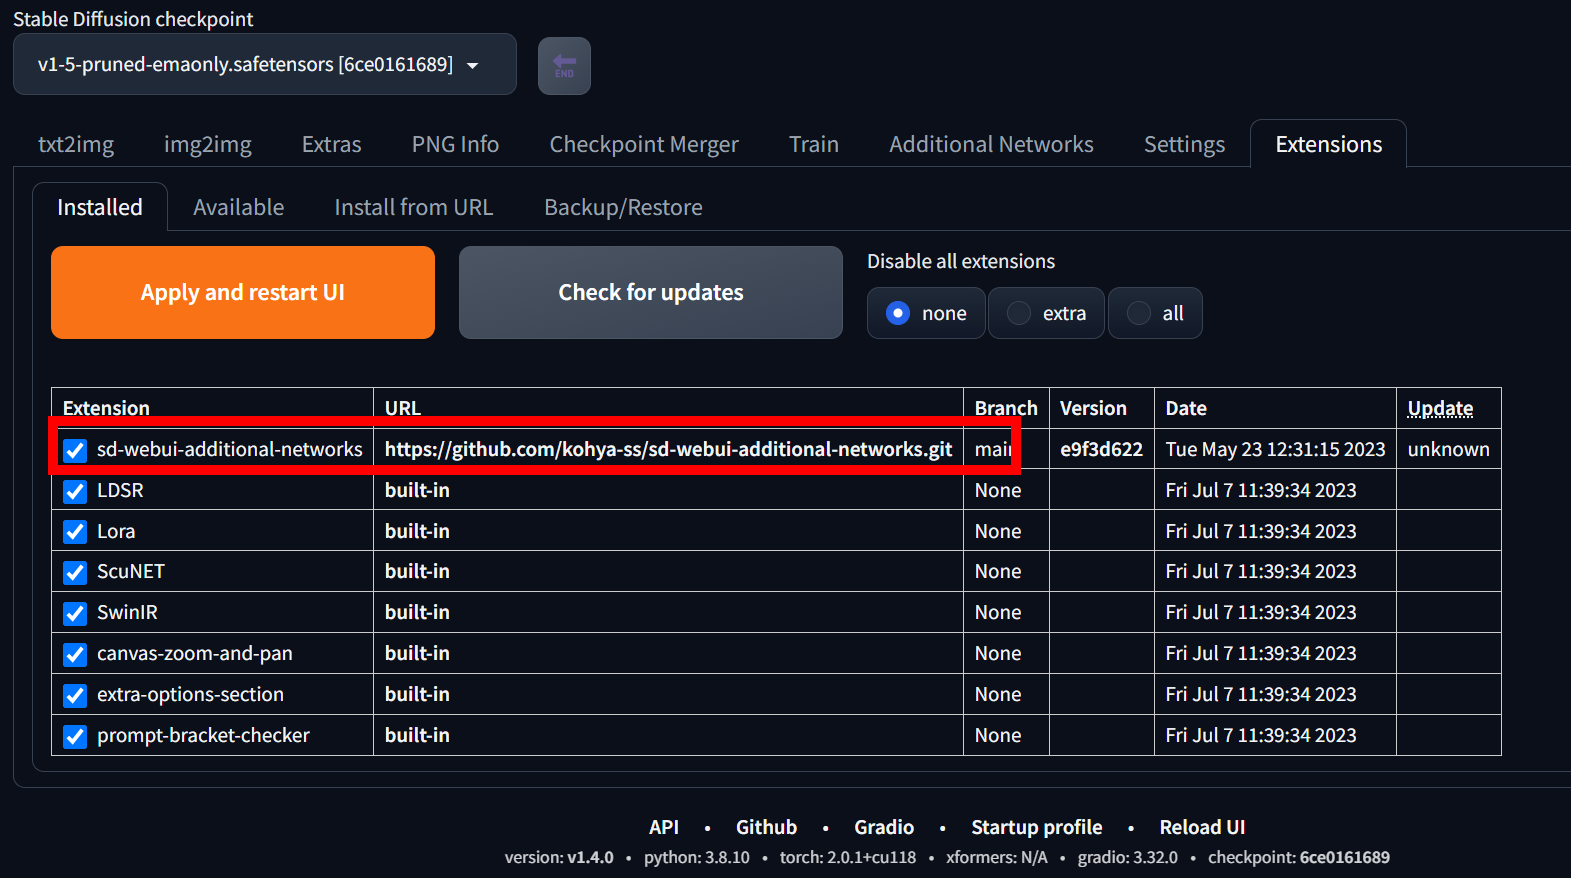 Stable Diffusion checkpoint
v1-5-pruned-emaonly.safetensors [6ce0161689]
END
txt2img img2img Extras PNG Info Checkpoint Merger Train Additional Networks Settings Extensions
Installed Available Install from URL Backup/Restore
Disable all extensions
Apply and restart UI Check for updates none extra all
Extension URL Branch Version Date Update
sd-webui-additional-networks https://github.com/kohya-ss/sd-webui-additional-networks.git main e9f3d622 Tue May 23 12:31:15 2023 unknown
LDSR built-in None Fri Jul 7 11:39:34 2023
Lora built-in None Fri Jul 7 11:39:34 2023
ScuNET built-in None Fri Jul 7 11:39:34 2023
SwinIR built-in None Fri Jul 7 11:39:34 2023
canvas-zoom-and-pan built-in None Fri Jul 7 11:39:34 2023
extra-options-section built-in None Fri Jul 7 11:39:34 2023
prompt-bracket-checker built-in None Fri Jul 7 11:39:34 2023
API • Github • Gradio • Startup profile • Reload UI
version: v1.4.0 • python: 3.8.10 • torch: 2.0.1+cu118 • xformers: N/A • gradio: 3.32.0 • checkpoint: 6ce0161689